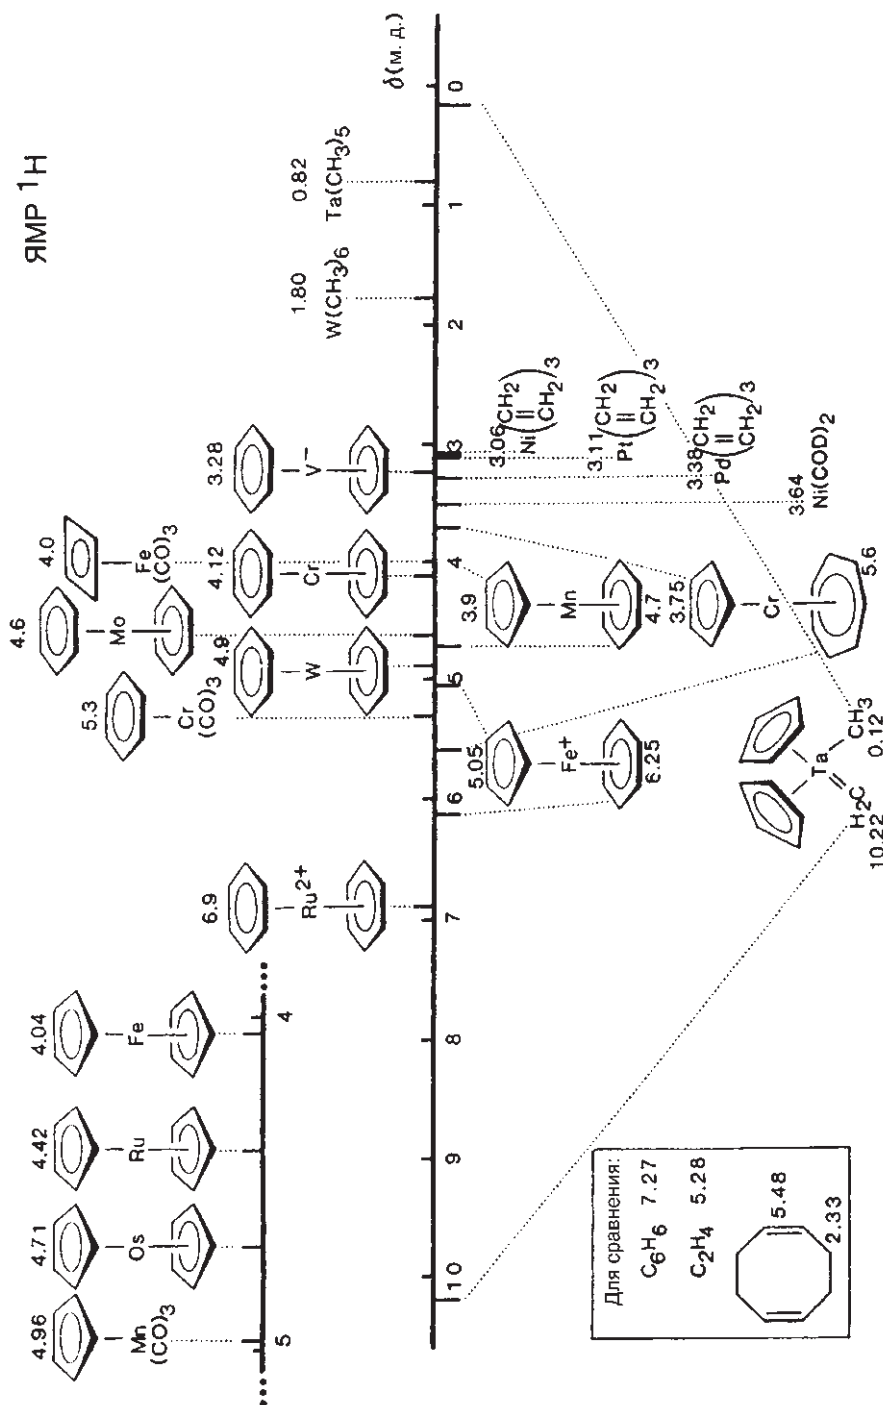 ЯМР ¹H
4.96
Mn
(CO)₃
4.71
Os
4.42
Ru
4.04
Fe
5
4
5.3
Cr
(CO)₃
4.6
Mo
4.0
Fe
(CO)₃
6.9
Ru²⁺
4.9
W
4.12
Cr
3.28
V⁻
1.80
W(CH₃)₆
0.82
Ta(CH₃)₅
δ(м. д.)
10
9
8
7
6
5
4
3
2
1
0
5.05
Fe⁺
6.25
3.9
Mn
4.7
3.75
Cr
5.6
3.06
Ni(‖
CH₂
CH₂)₃
3.11
Pt(‖
CH₂
CH₂)₃
3.38
Pd(‖
CH₂
CH₂)₃
3.64
Ni(COD)₂
Ta
H₂C
10.22
CH₃
0.12
Для сравнения:
C₆H₆ 7.27
C₂H₄ 5.28
5.48
2.33